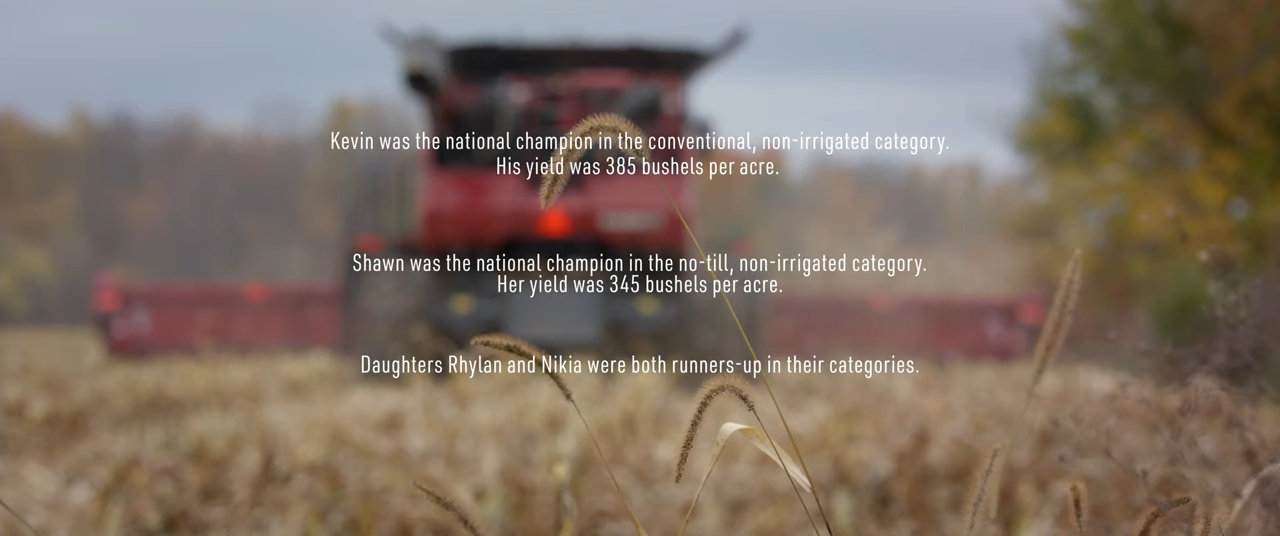 Kevin was the national champion in the conventional, non-irrigated category.
His yield was 385 bushels per acre.
Shawn was the national champion in the no-till, non-irrigated category.
Her yield was 345 bushels per acre.
Daughters Rhylan and Nikia were both runners-up in their categories.